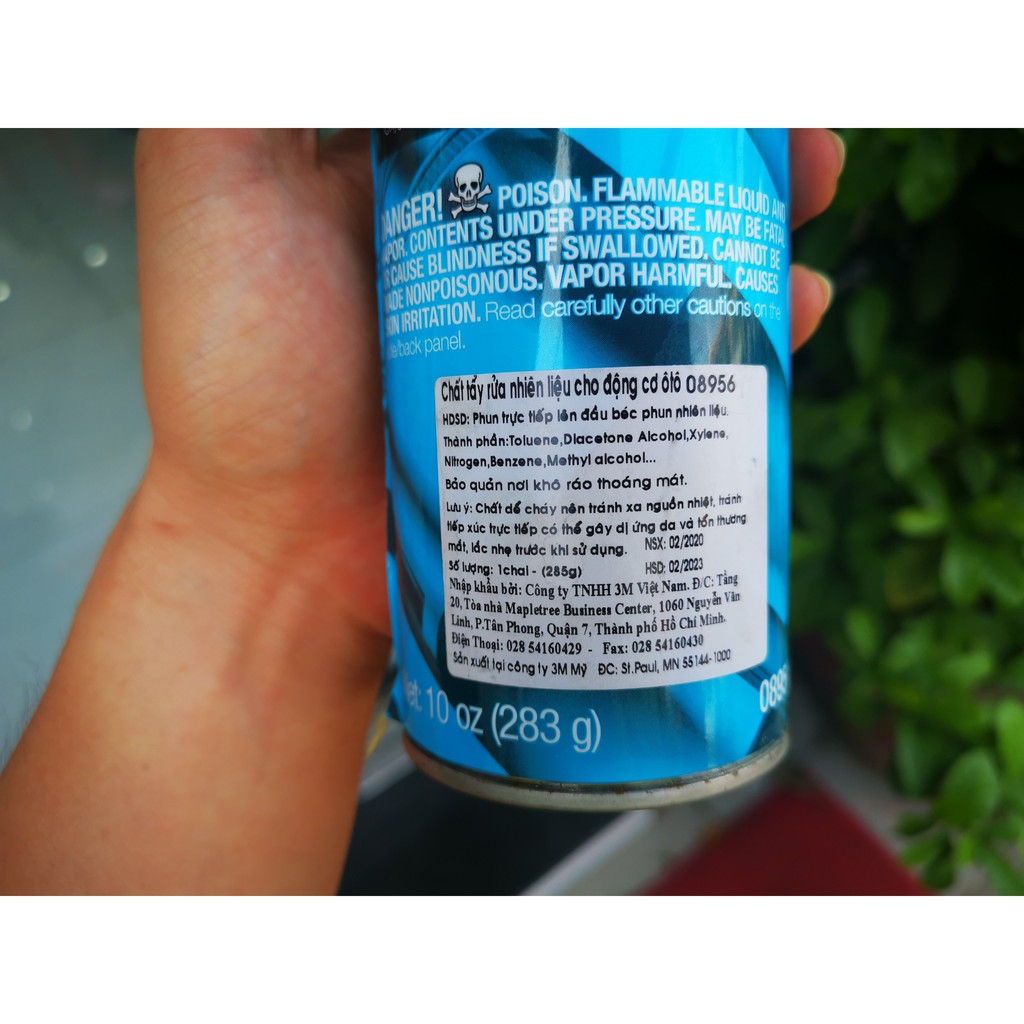 DANGER! POISON. FLAMMABLE LIQUID AND
VAPOR. CONTENTS UNDER PRESSURE. MAY BE FATAL
OR CAUSE BLINDNESS IF SWALLOWED. CANNOT BE
MADE NONPOISONOUS. VAPOR HARMFUL. CAUSES
SKIN IRRITATION. Read carefully other cautions on the
/back panel.
Chất tẩy rửa nhiên liệu cho động cơ ôtô 08956
HDSD: Phun trực tiếp lên đầu béc phun nhiên liệu.
Thành phần:Toluene,Diacetone Alcohol,Xylene,
Nitrogen,Benzene,Methyl alcohol...
Bảo quản nơi khô ráo thoáng mát.
Lưu ý: Chất dể cháy nên tránh xa nguồn nhiệt, tránh
tiếp xúc trực tiếp có thể gây dị ứng da và tổn thương
mắt, lắc nhẹ trước khi sử dụng. NSX: 02/2020
Số lượng: 1chai - (285g) HSD: 02/2023
Nhập khẩu bởi: Công ty TNHH 3M Việt Nam. Đ/C: Tầng
20, Tòa nhà Mapletree Business Center, 1060 Nguyễn Văn
Linh, P.Tân Phong, Quận 7, Thành phố Hồ Chí Minh.
Điện Thoại: 028 54160429 - Fax: 028 54160430
Sản xuất tại công ty 3M Mỹ ĐC: St.Paul, MN 55144-1000
Net: 10 oz (283 g)